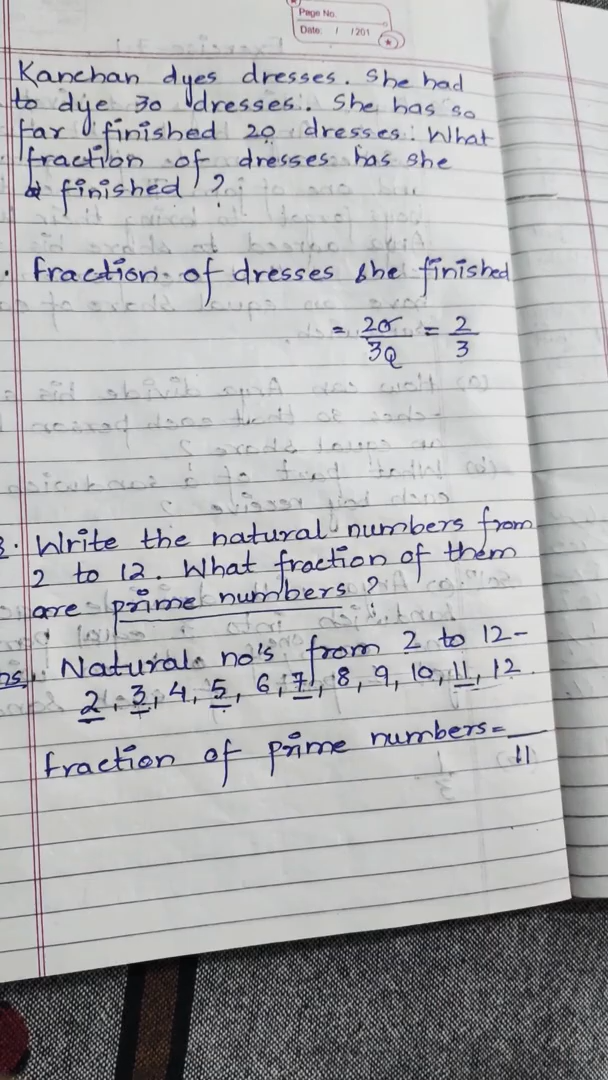 Page No
Date: / /201
Kanchan dyes dresses. She had
to dye 30 dresses. She has so
far finished 20 dresses. What
fraction of dresses has she
finished?
. fraction of dresses she finished
= 20/30 = 2/3
3. Write the natural numbers from
2 to 12. What fraction of them
are prime numbers?
ns. Natural no's from 2 to 12-
2, 3, 4, 5, 6, 7, 8, 9, 10, 11, 12
fraction of prime numbers = __/11